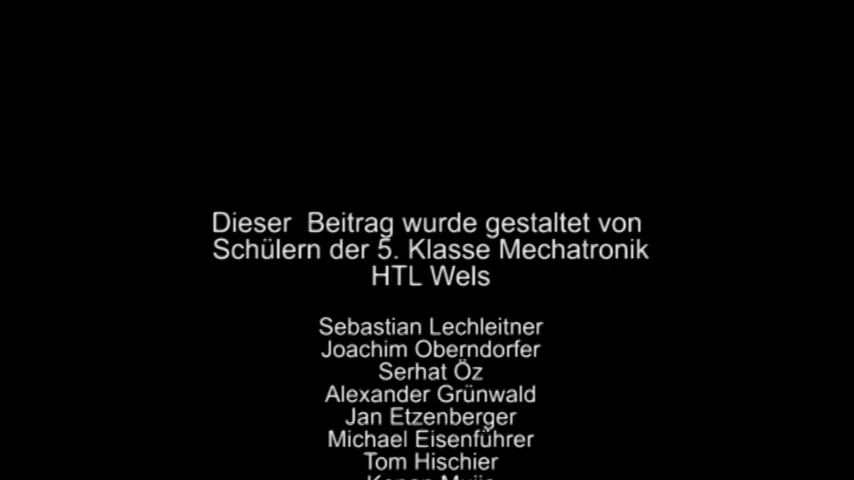 Dieser Beitrag wurde gestaltet von
Schülern der 5. Klasse Mechatronik
HTL Wels
Sebastian Lechleitner
Joachim Oberndorfer
Serhat Öz
Alexander Grünwald
Jan Etzenberger
Michael Eisenführer
Tom Hischier